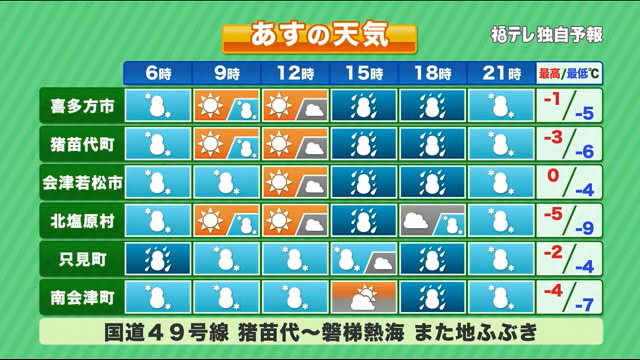 あすの天気
福テレ独自予報
6時 9時 12時 15時 18時 21時 最高/最低℃
喜多方市 -1/-5
猪苗代町 -3/-6
会津若松市 0/-4
北塩原村 -5/-9
只見町 -2/-4
南会津町 -4/-7
国道49号線 猪苗代～磐梯熱海 また地ふぶき